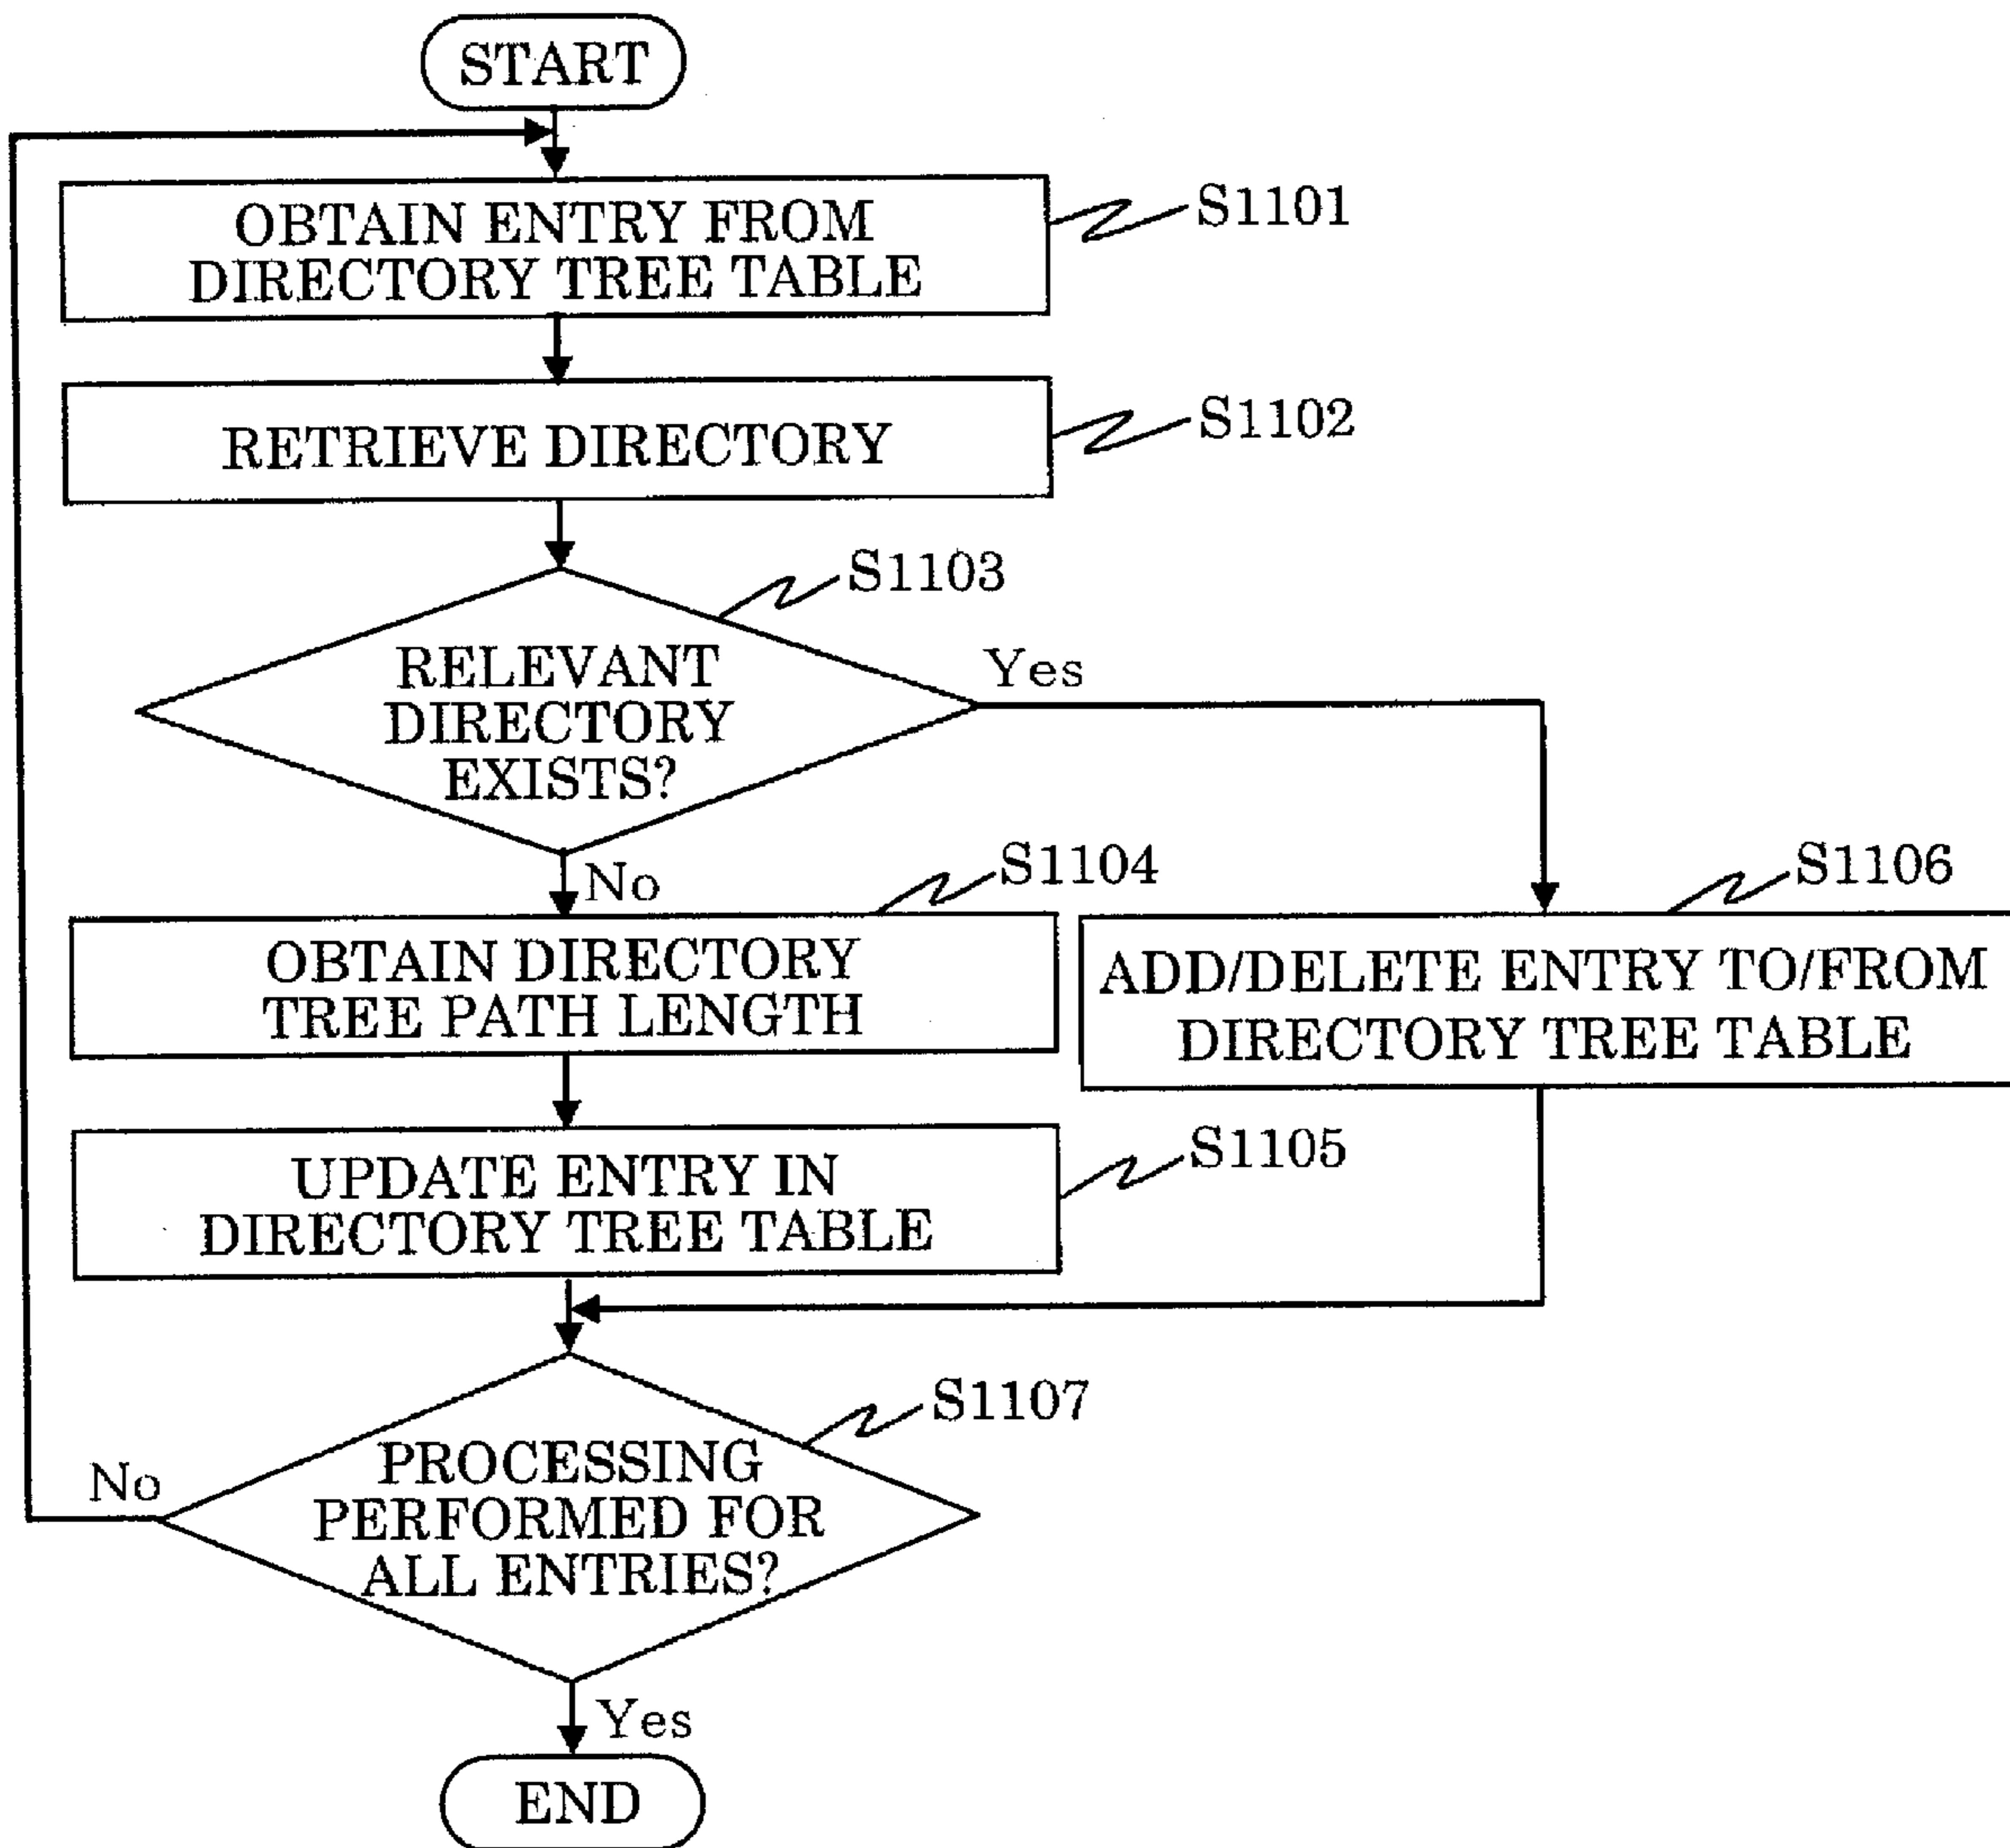 START
OBTAIN ENTRY FROM
DIRECTORY TREE TABLE
S1101
RETRIEVE DIRECTORY
S1102
S1103
RELEVANT
DIRECTORY
EXISTS?
Yes
No
S1104
OBTAIN DIRECTORY
TREE PATH LENGTH
S1106
ADD/DELETE ENTRY TO/FROM
DIRECTORY TREE TABLE
S1105
UPDATE ENTRY IN
DIRECTORY TREE TABLE
S1107
PROCESSING
PERFORMED FOR
ALL ENTRIES?
No
Yes
END